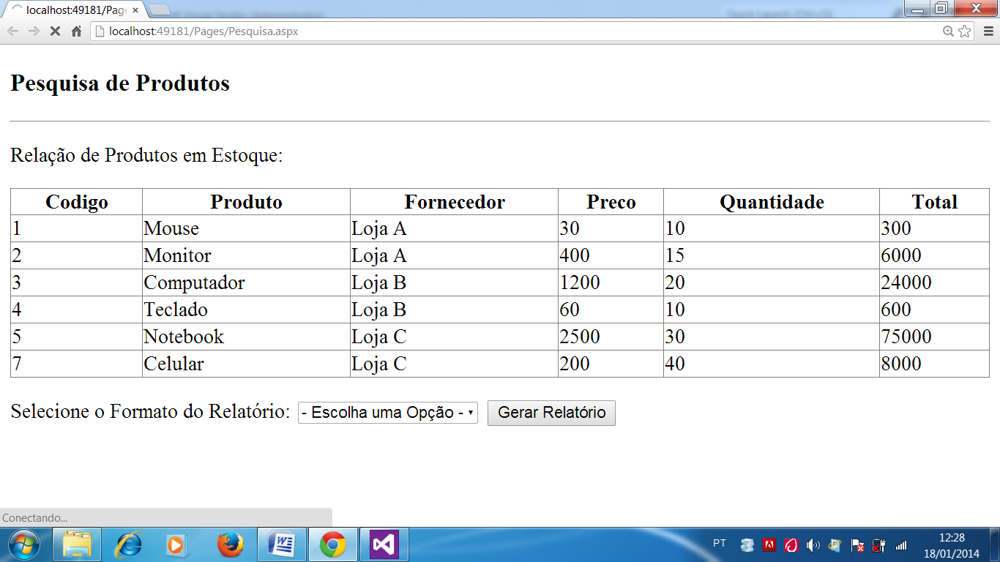 localhost:49181/Pag
localhost:49181/Pages/Pesquisa.aspx
Pesquisa de Produtos
Relação de Produtos em Estoque:
Codigo Produto Fornecedor Preco Quantidade Total
1 Mouse Loja A 30 10 300
2 Monitor Loja A 400 15 6000
3 Computador Loja B 1200 20 24000
4 Teclado Loja B 60 10 600
5 Notebook Loja C 2500 30 75000
7 Celular Loja C 200 40 8000
Selecione o Formato do Relatório: - Escolha uma Opção - Gerar Relatório
Conectando...
PT 12:28
18/01/2014